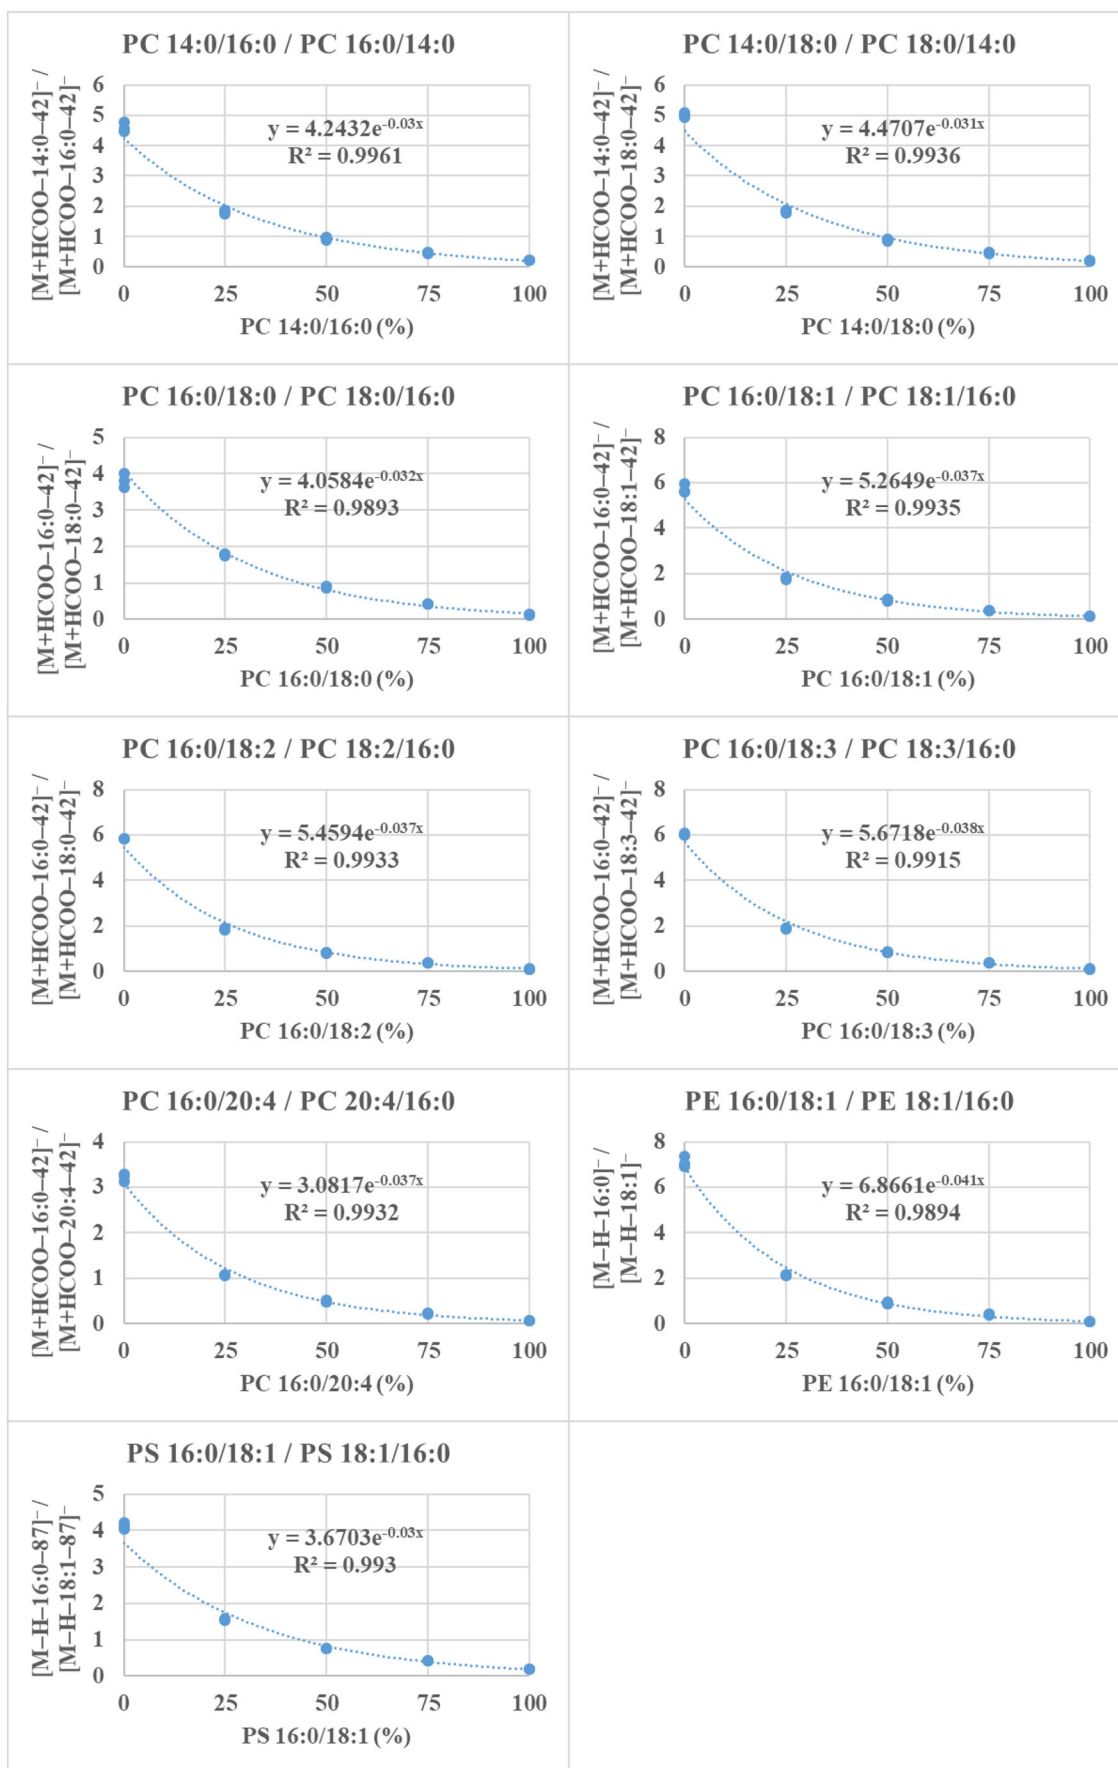 PC 14:0/16:0 / PC 16:0/14:0
[M+HCOO–14:0–42]⁻ /
[M+HCOO–16:0–42]⁻
6
5
4
3
2
1
0
y = 4.2432e⁻⁰·⁰³ˣ
R² = 0.9961
0 25 50 75 100
PC 14:0/16:0 (%)
PC 14:0/18:0 / PC 18:0/14:0
[M+HCOO–14:0–42]⁻ /
[M+HCOO–18:0–42]⁻
6
5
4
3
2
1
0
y = 4.4707e⁻⁰·⁰³¹ˣ
R² = 0.9936
0 25 50 75 100
PC 14:0/18:0 (%)
PC 16:0/18:0 / PC 18:0/16:0
[M+HCOO–16:0–42]⁻ /
[M+HCOO–18:0–42]⁻
5
4
3
2
1
0
y = 4.0584e⁻⁰·⁰³²ˣ
R² = 0.9893
0 25 50 75 100
PC 16:0/18:0 (%)
PC 16:0/18:1 / PC 18:1/16:0
[M+HCOO–16:0–42]⁻ /
[M+HCOO–18:1–42]⁻
8
6
4
2
0
y = 5.2649e⁻⁰·⁰³⁷ˣ
R² = 0.9935
0 25 50 75 100
PC 16:0/18:1 (%)
PC 16:0/18:2 / PC 18:2/16:0
[M+HCOO–16:0–42]⁻ /
[M+HCOO–18:0–42]⁻
8
6
4
2
0
y = 5.4594e⁻⁰·⁰³⁷ˣ
R² = 0.9933
0 25 50 75 100
PC 16:0/18:2 (%)
PC 16:0/18:3 / PC 18:3/16:0
[M+HCOO–16:0–42]⁻ /
[M+HCOO–18:3–42]⁻
8
6
4
2
0
y = 5.6718e⁻⁰·⁰³⁸ˣ
R² = 0.9915
0 25 50 75 100
PC 16:0/18:3 (%)
PC 16:0/20:4 / PC 20:4/16:0
[M+HCOO–16:0–42]⁻ /
[M+HCOO–20:4–42]⁻
4
3
2
1
0
y = 3.0817e⁻⁰·⁰³⁷ˣ
R² = 0.9932
0 25 50 75 100
PC 16:0/20:4 (%)
PE 16:0/18:1 / PE 18:1/16:0
[M–H–16:0]⁻ /
[M–H–18:1]⁻
8
6
4
2
0
y = 6.8661e⁻⁰·⁰⁴¹ˣ
R² = 0.9894
0 25 50 75 100
PE 16:0/18:1 (%)
PS 16:0/18:1 / PS 18:1/16:0
[M–H–16:0–87]⁻ /
[M–H–18:1–87]⁻
5
4
3
2
1
0
y = 3.6703e⁻⁰·⁰³ˣ
R² = 0.993
0 25 50 75 100
PS 16:0/18:1 (%)